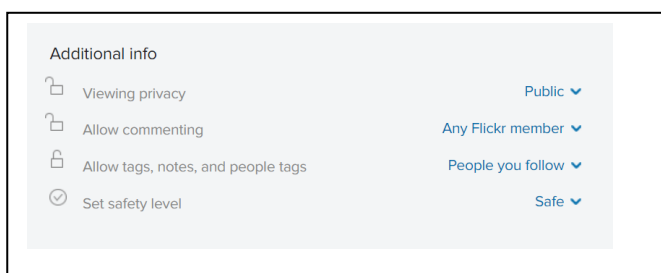 Additional info
Viewing privacy Public
Allow commenting Any Flickr member
Allow tags, notes, and people tags People you follow
Set safety level Safe